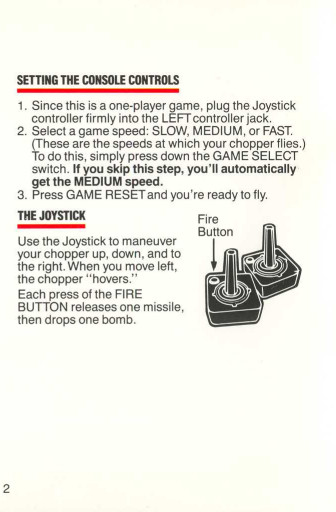 SETTING THE CONSOLE CONTROLS
1. Since this is a one-player game, plug the Joystick
controller firmly into the LEFT controller jack.
2. Select a game speed: SLOW, MEDIUM, or FAST.
(These are the speeds at which your chopper flies.)
To do this, simply press down the GAME SELECT
switch. If you skip this step, you'll automatically
get the MEDIUM speed.
3. Press GAME RESET and you're ready to fly.
THE JOYSTICK
Use the Joystick to maneuver
your chopper up, down, and to
the right. When you move left,
the chopper "hovers."
Each press of the FIRE
BUTTON releases one missile,
then drops one bomb.
Fire
Button
2